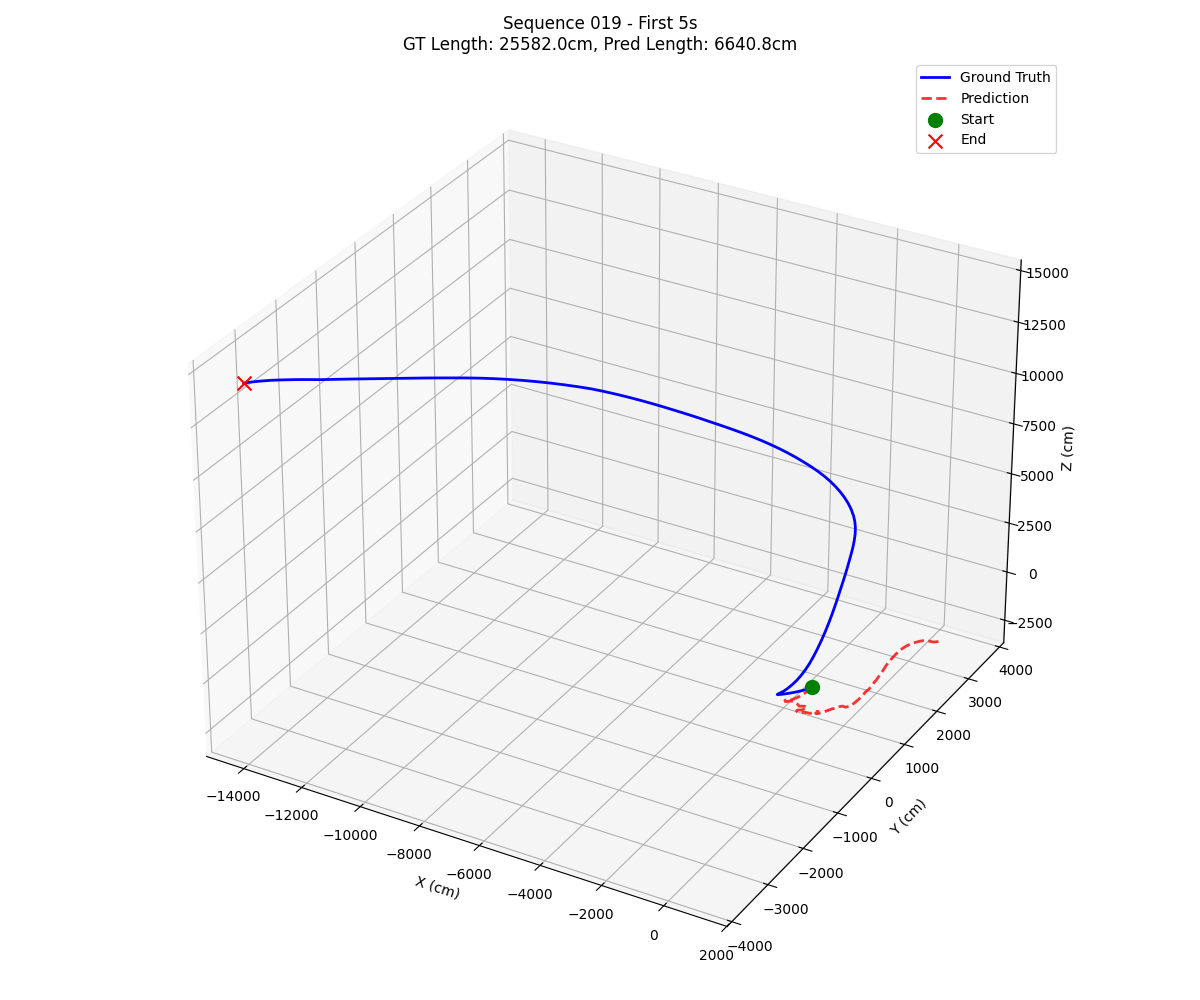 Sequence 019 - First 5s
GT Length: 25582.0cm, Pred Length: 6640.8cm
Ground Truth
Prediction
Start
End
15000
12500
10000
7500
5000
2500
0
−2500
Z (cm)
4000
3000
2000
1000
0
−1000
−2000
−3000
−4000
Y (cm)
−14000
−12000
−10000
−8000
−6000
−4000
−2000
0
2000
X (cm)